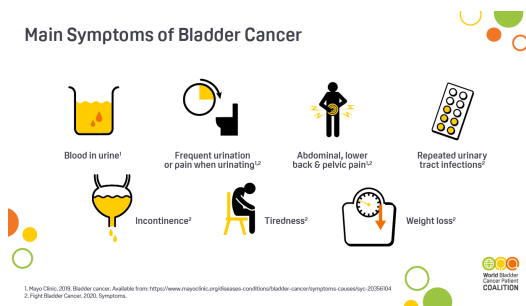 Main Symptoms of Bladder Cancer
Blood in urine¹
Frequent urination
or pain when urinating¹,²
Abdominal, lower
back & pelvic pain¹,²
Repeated urinary
tract infections²
Incontinence²
Tiredness²
Weight loss²
1. Mayo Clinic, 2019, Bladder cancer. Available from: https://www.mayoclinic.org/diseases-conditions/bladder-cancer/symptoms-causes/syc-20356104
2. Fight Bladder Cancer, 2020, Symptoms.
World Bladder
Cancer Patient
COALITION